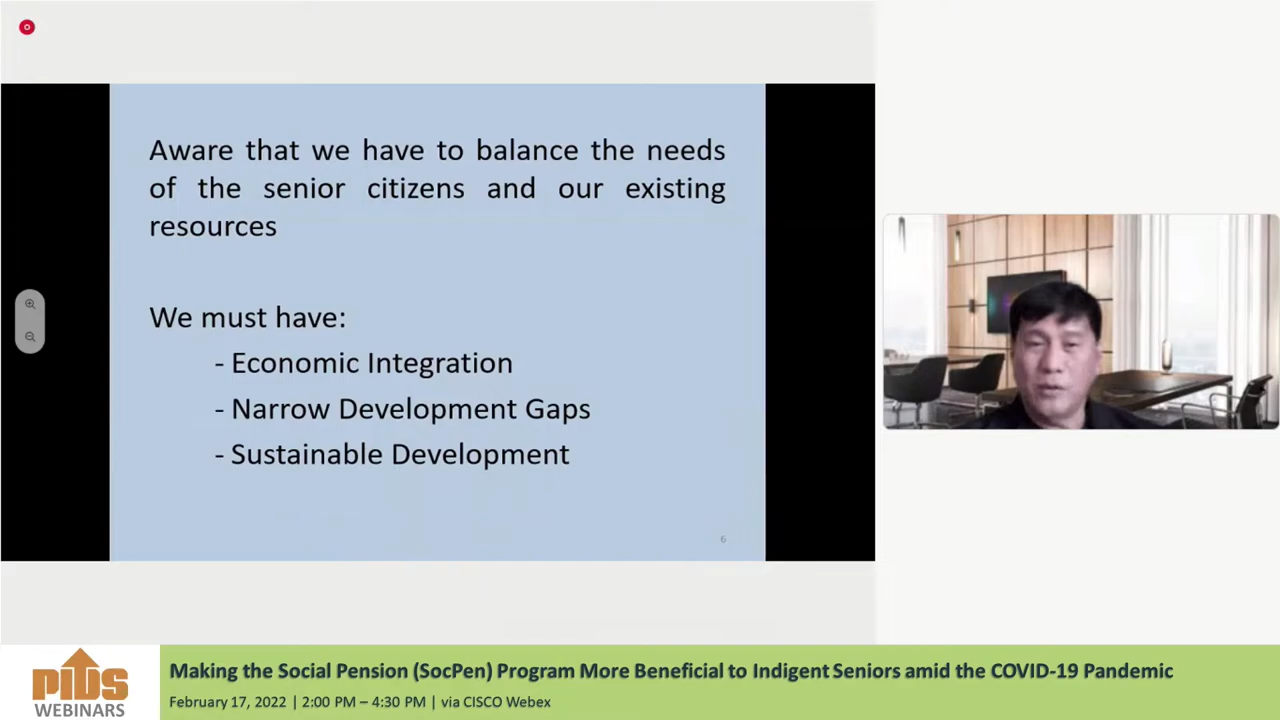 Aware that we have to balance the needs
of the senior citizens and our existing
resources
We must have:
- Economic Integration
- Narrow Development Gaps
- Sustainable Development
6
PIDS
WEBINARS
Making the Social Pension (SocPen) Program More Beneficial to Indigent Seniors amid the COVID-19 Pandemic
February 17, 2022 | 2:00 PM – 4:30 PM | via CISCO Webex